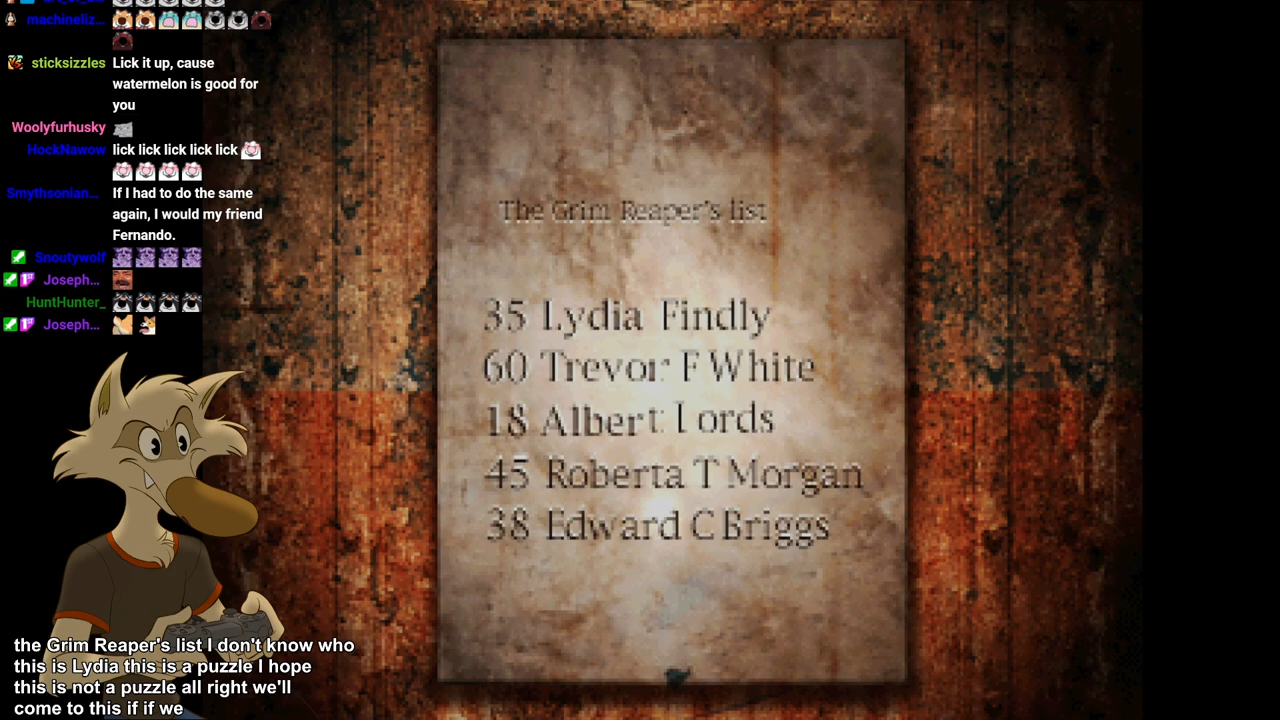 machineliz...
sticksizzles Lick it up, cause
watermelon is good for
you
Woolyfurhusky
HockNawow lick lick lick lick lick
Smythsonian... If I had to do the same
again, I would my friend
Fernando.
Snoutywolf
Joseph...
HuntHunter_
Joseph...
The Grim Reaper's list
35 Lydia Findly
60 Trevor F White
18 Albert Lords
45 Roberta T Morgan
38 Edward C Briggs
the Grim Reaper's list I don't know who
this is Lydia this is a puzzle I hope
this is not a puzzle all right we'll
come to this if if we